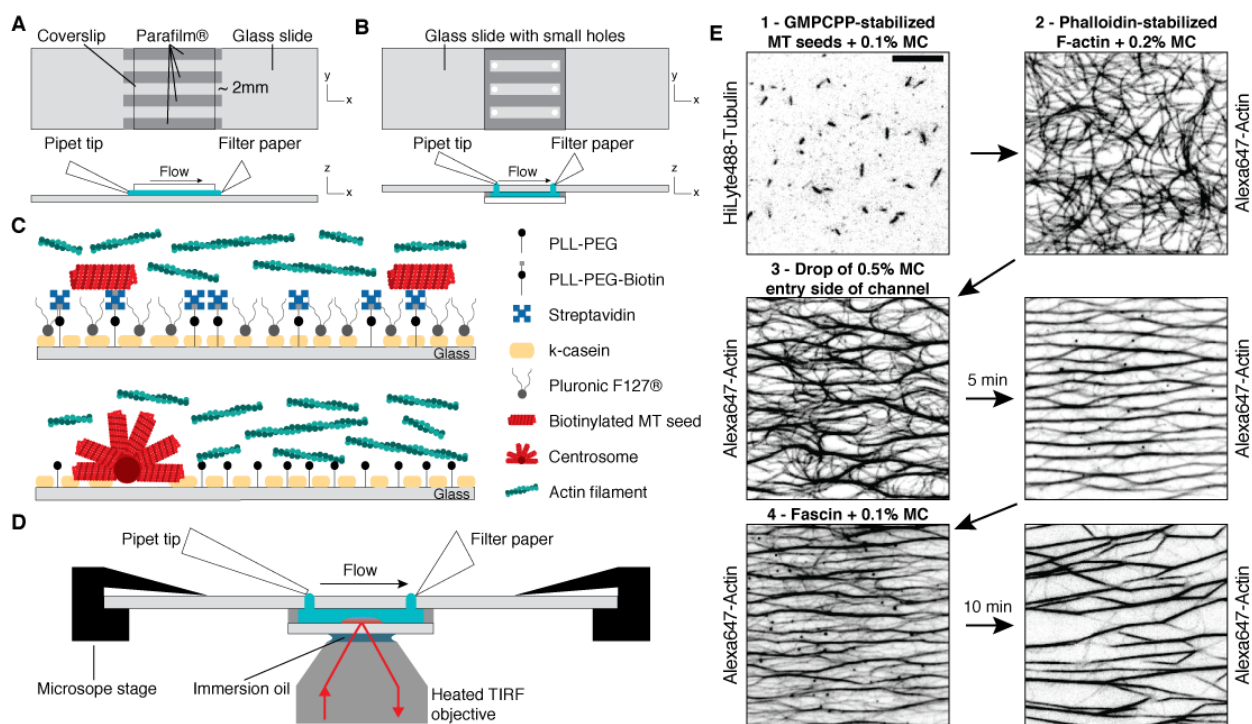 A
Coverslip
Parafilm®
Glass slide
~ 2mm
y
x
Pipet tip
Filter paper
Flow
z
x
B
Glass slide with small holes
y
x
Pipet tip
Filter paper
Flow
z
x
C
Glass
Glass
PLL-PEG
PLL-PEG-Biotin
Streptavidin
k-casein
Pluronic F127®
Biotinylated MT seed
Centrosome
Actin filament
D
Pipet tip
Filter paper
Flow
Microsope stage
Immersion oil
Heated TIRF
objective
E
1 - GMPCPP-stabilized
MT seeds + 0.1% MC
HiLyte488-Tubulin
2 - Phalloidin-stabilized
F-actin + 0.2% MC
Alexa647-Actin
3 - Drop of 0.5% MC
entry side of channel
Alexa647-Actin
5 min
Alexa647-Actin
4 - Fascin + 0.1% MC
Alexa647-Actin
10 min
Alexa647-Actin